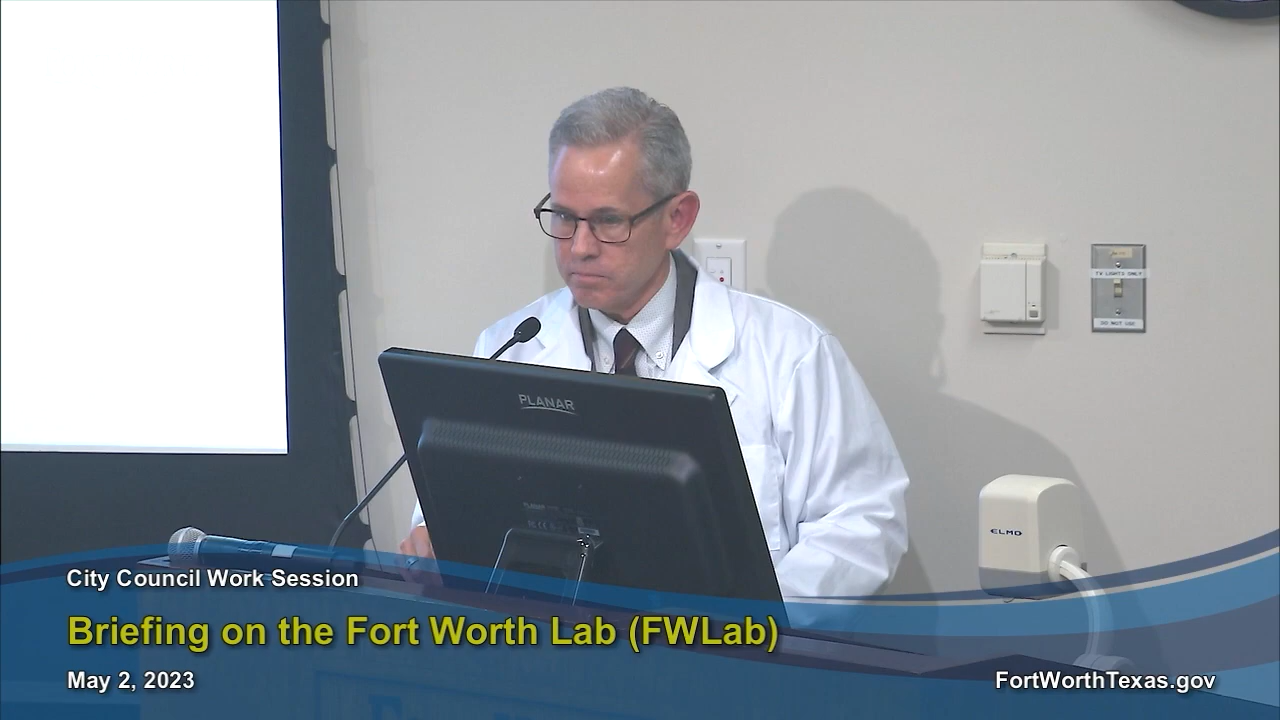 TV LIGHTS ONLY
DO NOT USE
PLANAR
ELMO
City Council Work Session
Briefing on the Fort Worth Lab (FWLab)
May 2, 2023
FortWorthTexas.gov